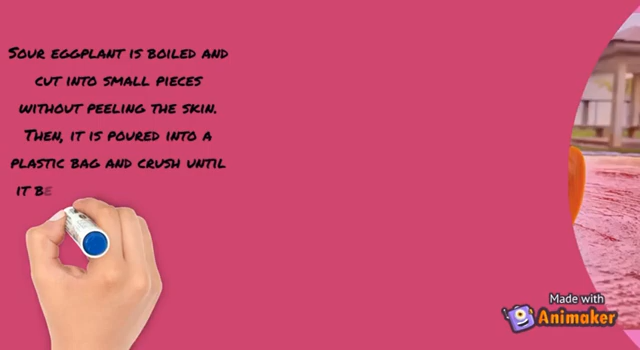 Sour eggplant is boiled and
cut into small pieces
without peeling the skin.
Then, it is poured into a
plastic bag and crush until
it be
Made with
Animaker